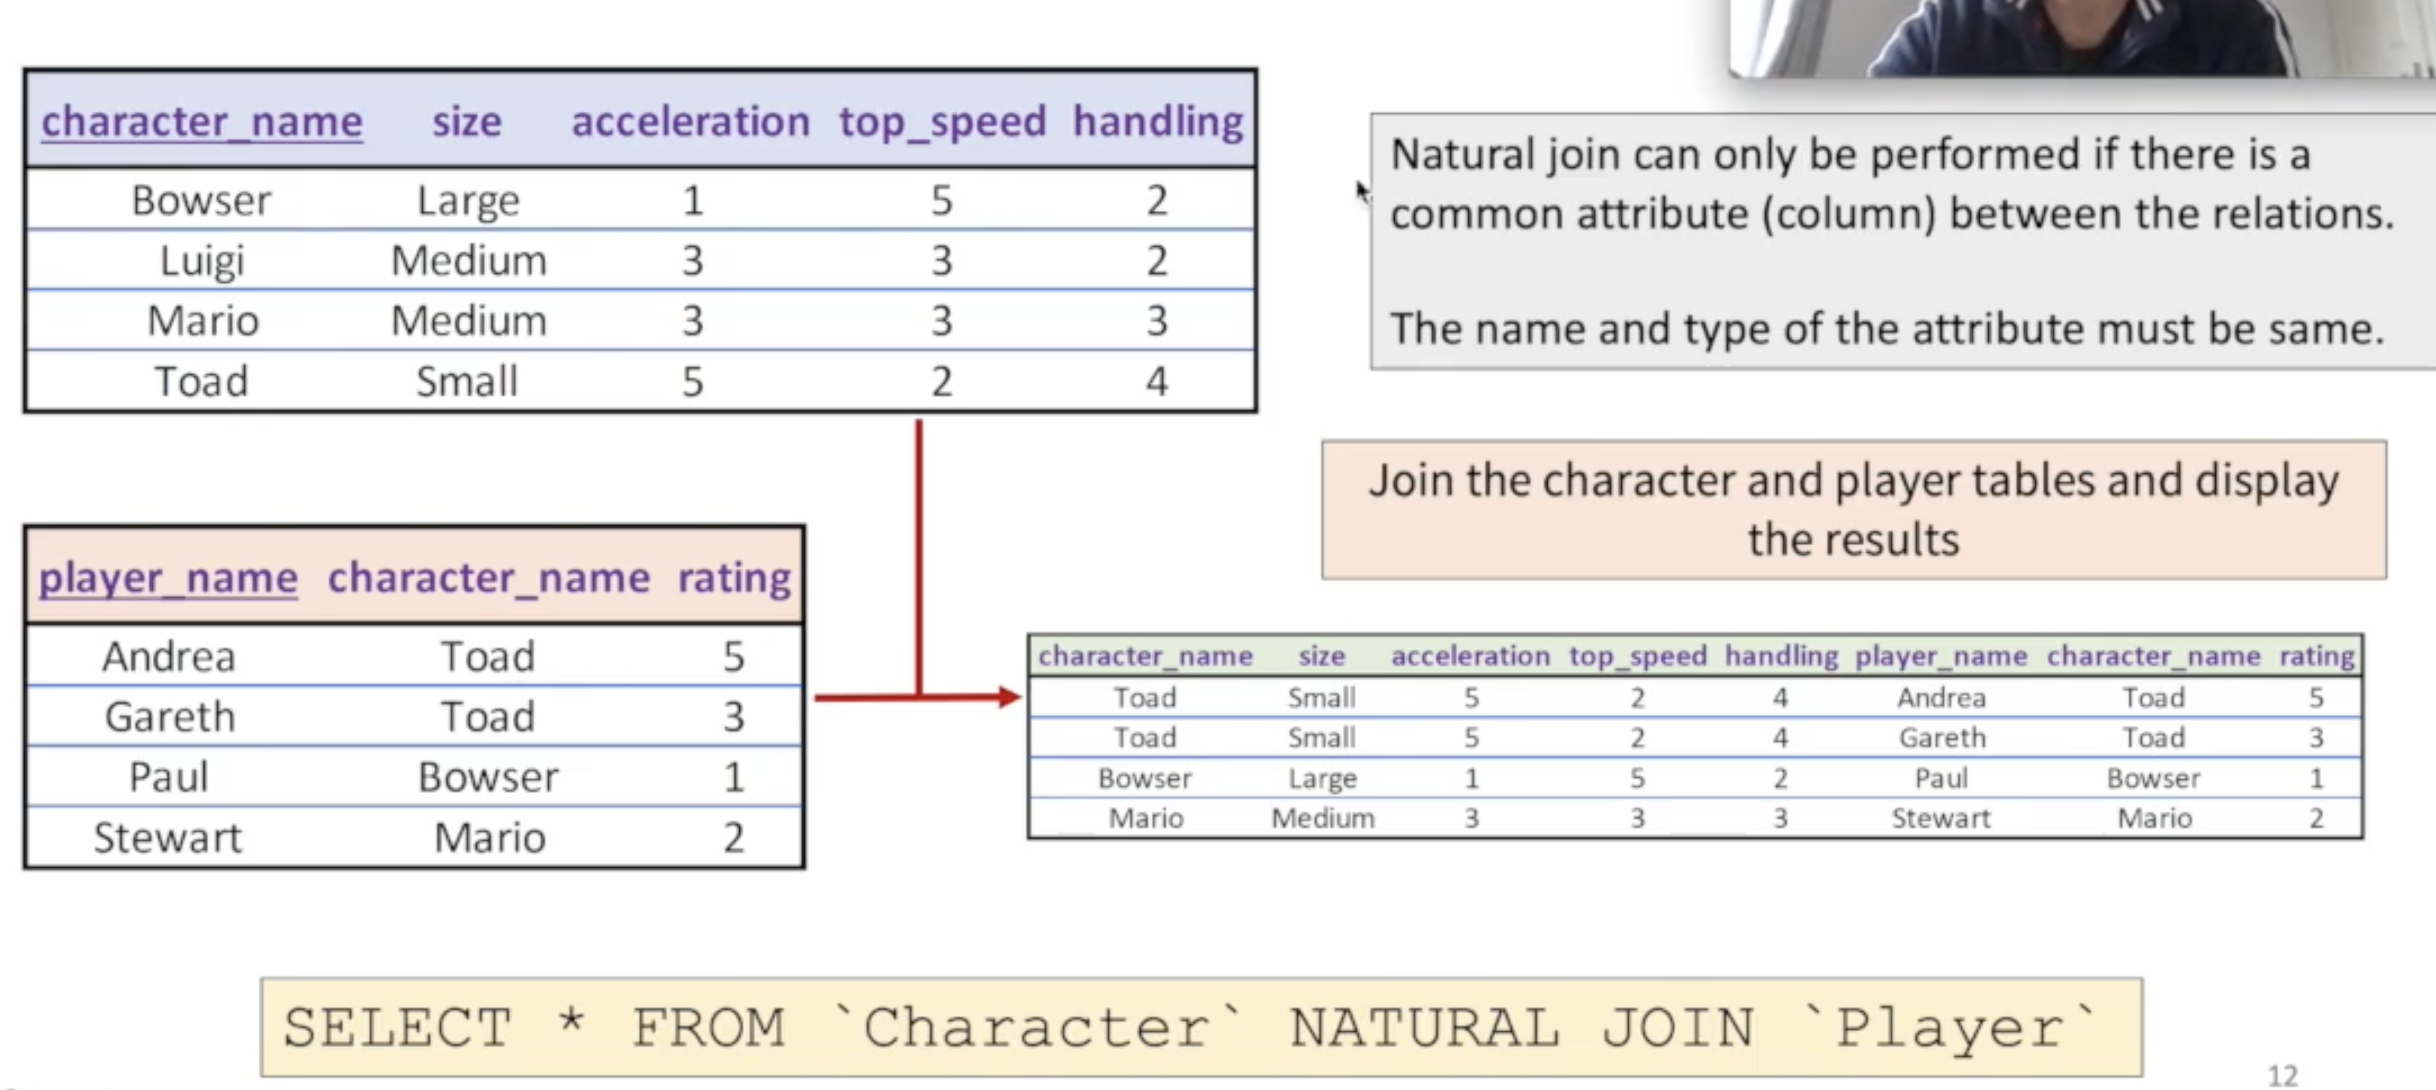 character_name size acceleration top_speed handling
Bowser Large 1 5 2
Luigi Medium 3 3 2
Mario Medium 3 3 3
Toad Small 5 2 4
Natural join can only be performed if there is a
common attribute (column) between the relations.
The name and type of the attribute must be same.
Join the character and player tables and display
the results
player_name character_name rating
Andrea Toad 5
Gareth Toad 3
Paul Bowser 1
Stewart Mario 2
character_name size acceleration top_speed handling player_name character_name rating
Toad Small 5 2 4 Andrea Toad 5
Toad Small 5 2 4 Gareth Toad 3
Bowser Large 1 5 2 Paul Bowser 1
Mario Medium 3 3 3 Stewart Mario 2
SELECT * FROM `Character` NATURAL JOIN `Player`
12